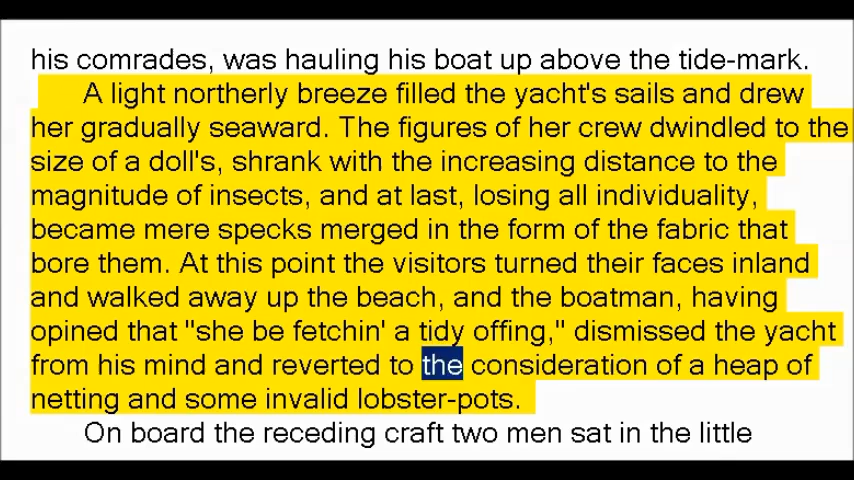 his comrades, was hauling his boat up above the tide-mark.
A light northerly breeze filled the yacht's sails and drew
her gradually seaward. The figures of her crew dwindled to the
size of a doll's, shrank with the increasing distance to the
magnitude of insects, and at last, losing all individuality,
became mere specks merged in the form of the fabric that
bore them. At this point the visitors turned their faces inland
and walked away up the beach, and the boatman, having
opined that "she be fetchin' a tidy offing," dismissed the yacht
from his mind and reverted to the consideration of a heap of
netting and some invalid lobster-pots.
On board the receding craft two men sat in the little